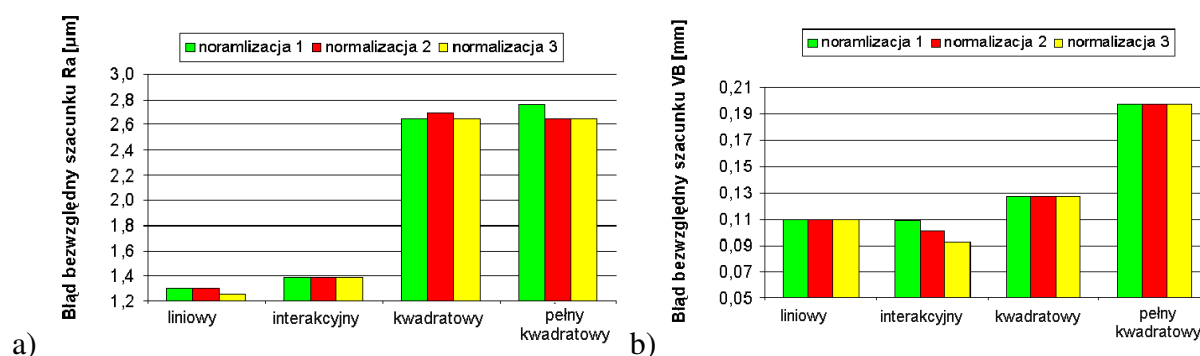 Błąd bezwzględny szacunku Ra [µm]
noramlizacja 1 normalizacja 2 normalizacja 3
3,0
2,8
2,6
2,4
2,2
2,0
1,8
1,6
1,4
1,2
liniowy interakcyjny kwadratowy pełny kwadratowy
a)
Błąd bezwzględny szacunku VB [mm]
noramlizacja 1 normalizacja 2 normalizacja 3
0,21
0,19
0,17
0,15
0,13
0,11
0,09
0,07
0,05
liniowy interakcyjny kwadratowy pełny kwadratowy
b)